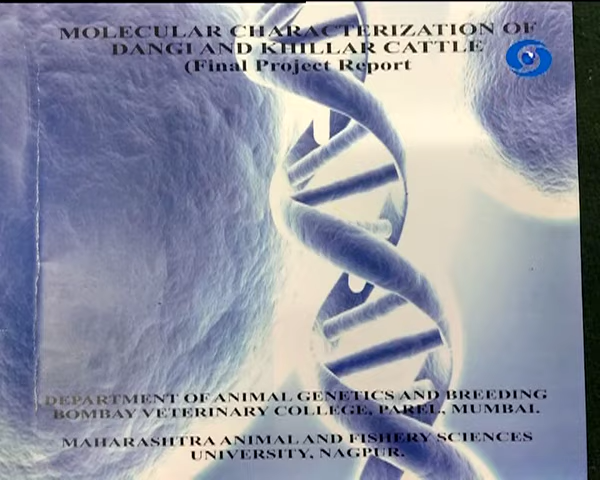 MOLECULAR CHARACTERIZATION OF
DANGI AND KHILLAR CATTLE
(Final Project Report
DEPARTMENT OF ANIMAL GENETICS AND BREEDING
BOMBAY VETERINARY COLLEGE, PAREL, MUMBAI.
MAHARASHTRA ANIMAL AND FISHERY SCIENCES
UNIVERSITY, NAGPUR.